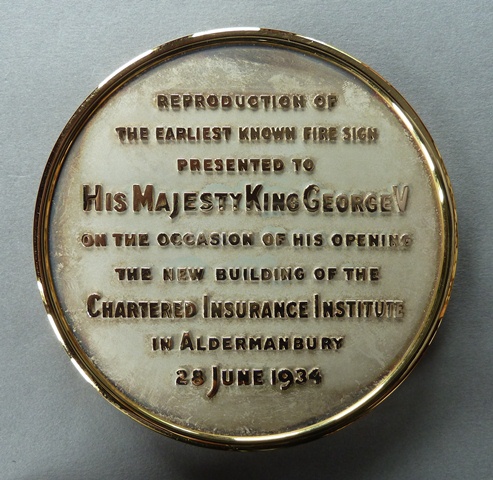 REPRODUCTION OF
THE EARLIEST KNOWN FIRE SIGN
PRESENTED TO
HIS MAJESTY KING GEORGE V
ON THE OCCASION OF HIS OPENING
THE NEW BUILDING OF THE
CHARTERED INSURANCE INSTITUTE
IN ALDERMANBURY
28 JUNE 1934